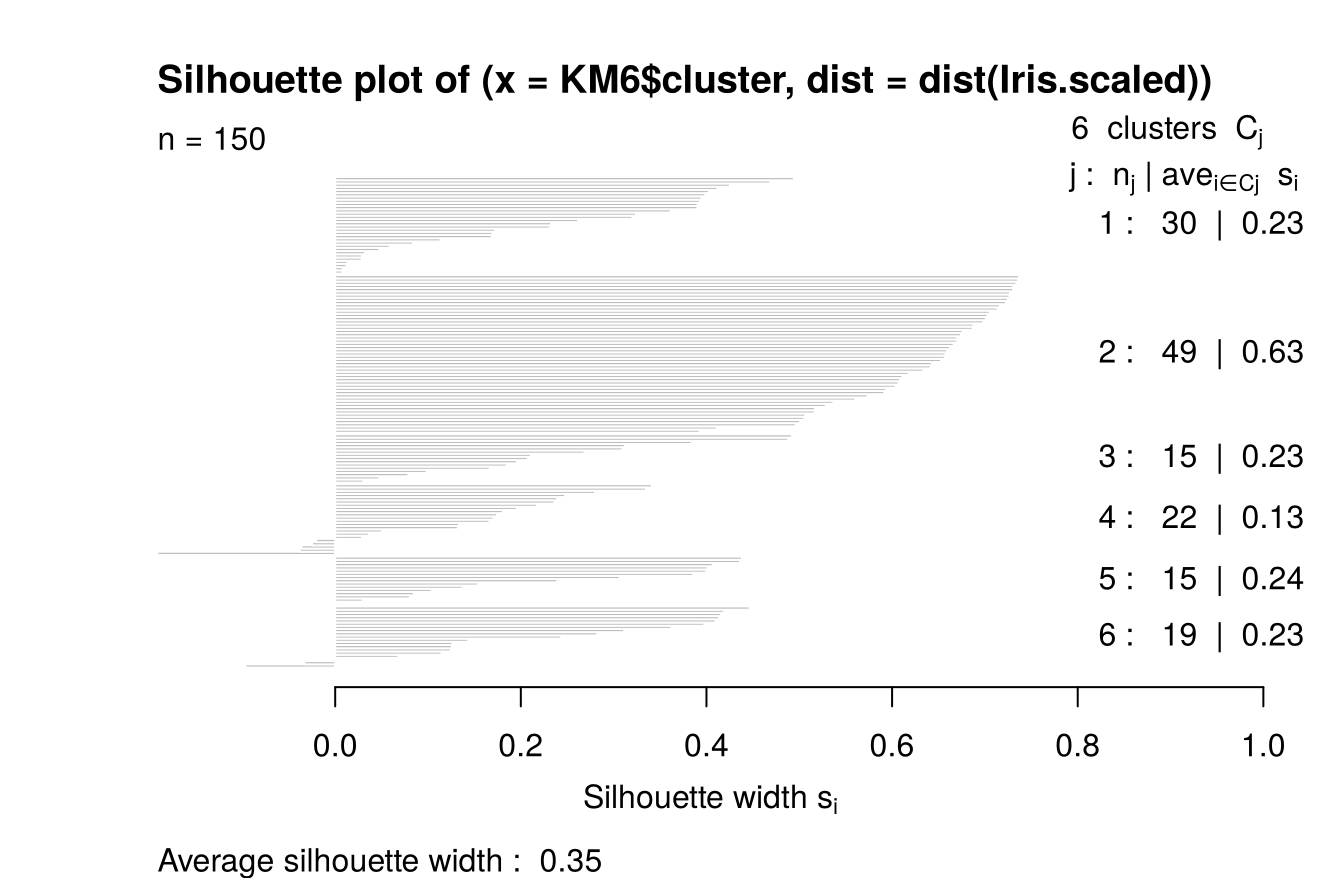 Silhouette plot of (x = KM6$cluster, dist = dist(Iris.scaled))
n = 150
6 clusters Cj
j : nj | avei∈Cj si
1 : 30 | 0.23
2 : 49 | 0.63
3 : 15 | 0.23
4 : 22 | 0.13
5 : 15 | 0.24
6 : 19 | 0.23
0.0 0.2 0.4 0.6 0.8 1.0
Silhouette width si
Average silhouette width : 0.35